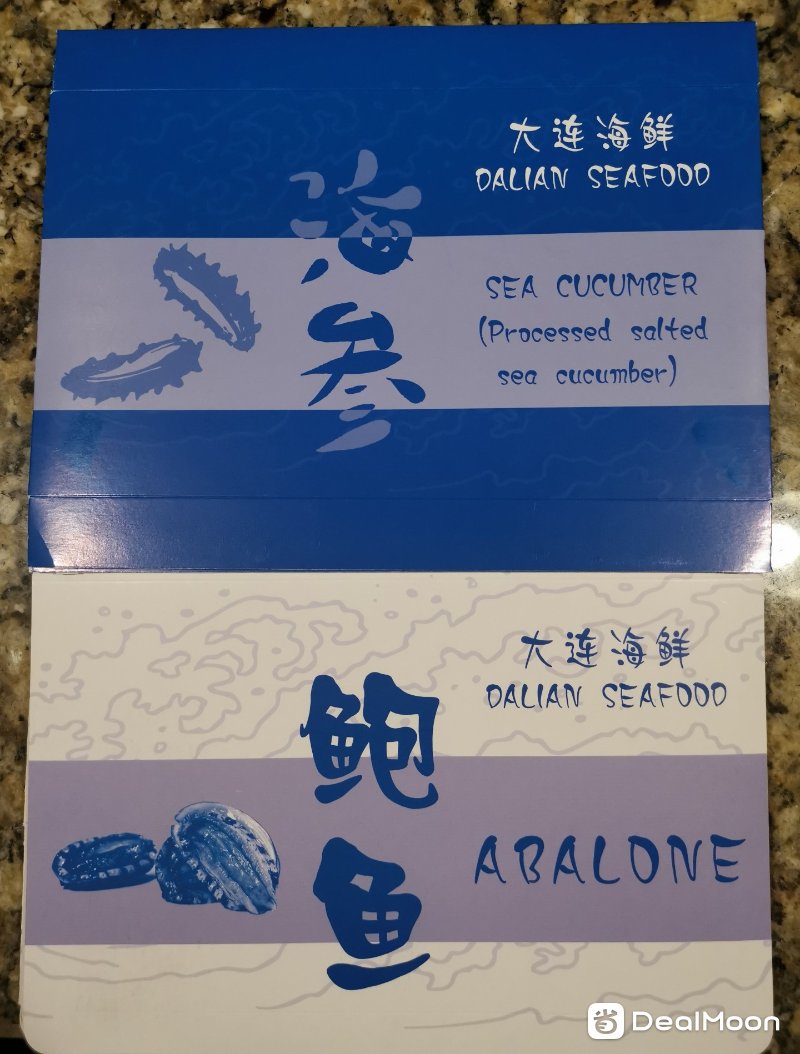 大连海鲜
DALIAN SEAFOOD
海参
SEA CUCUMBER
(Processed salted
sea cucumber)
大连海鲜
DALIAN SEAFOOD
鲍鱼
ABALONE
DealMoon